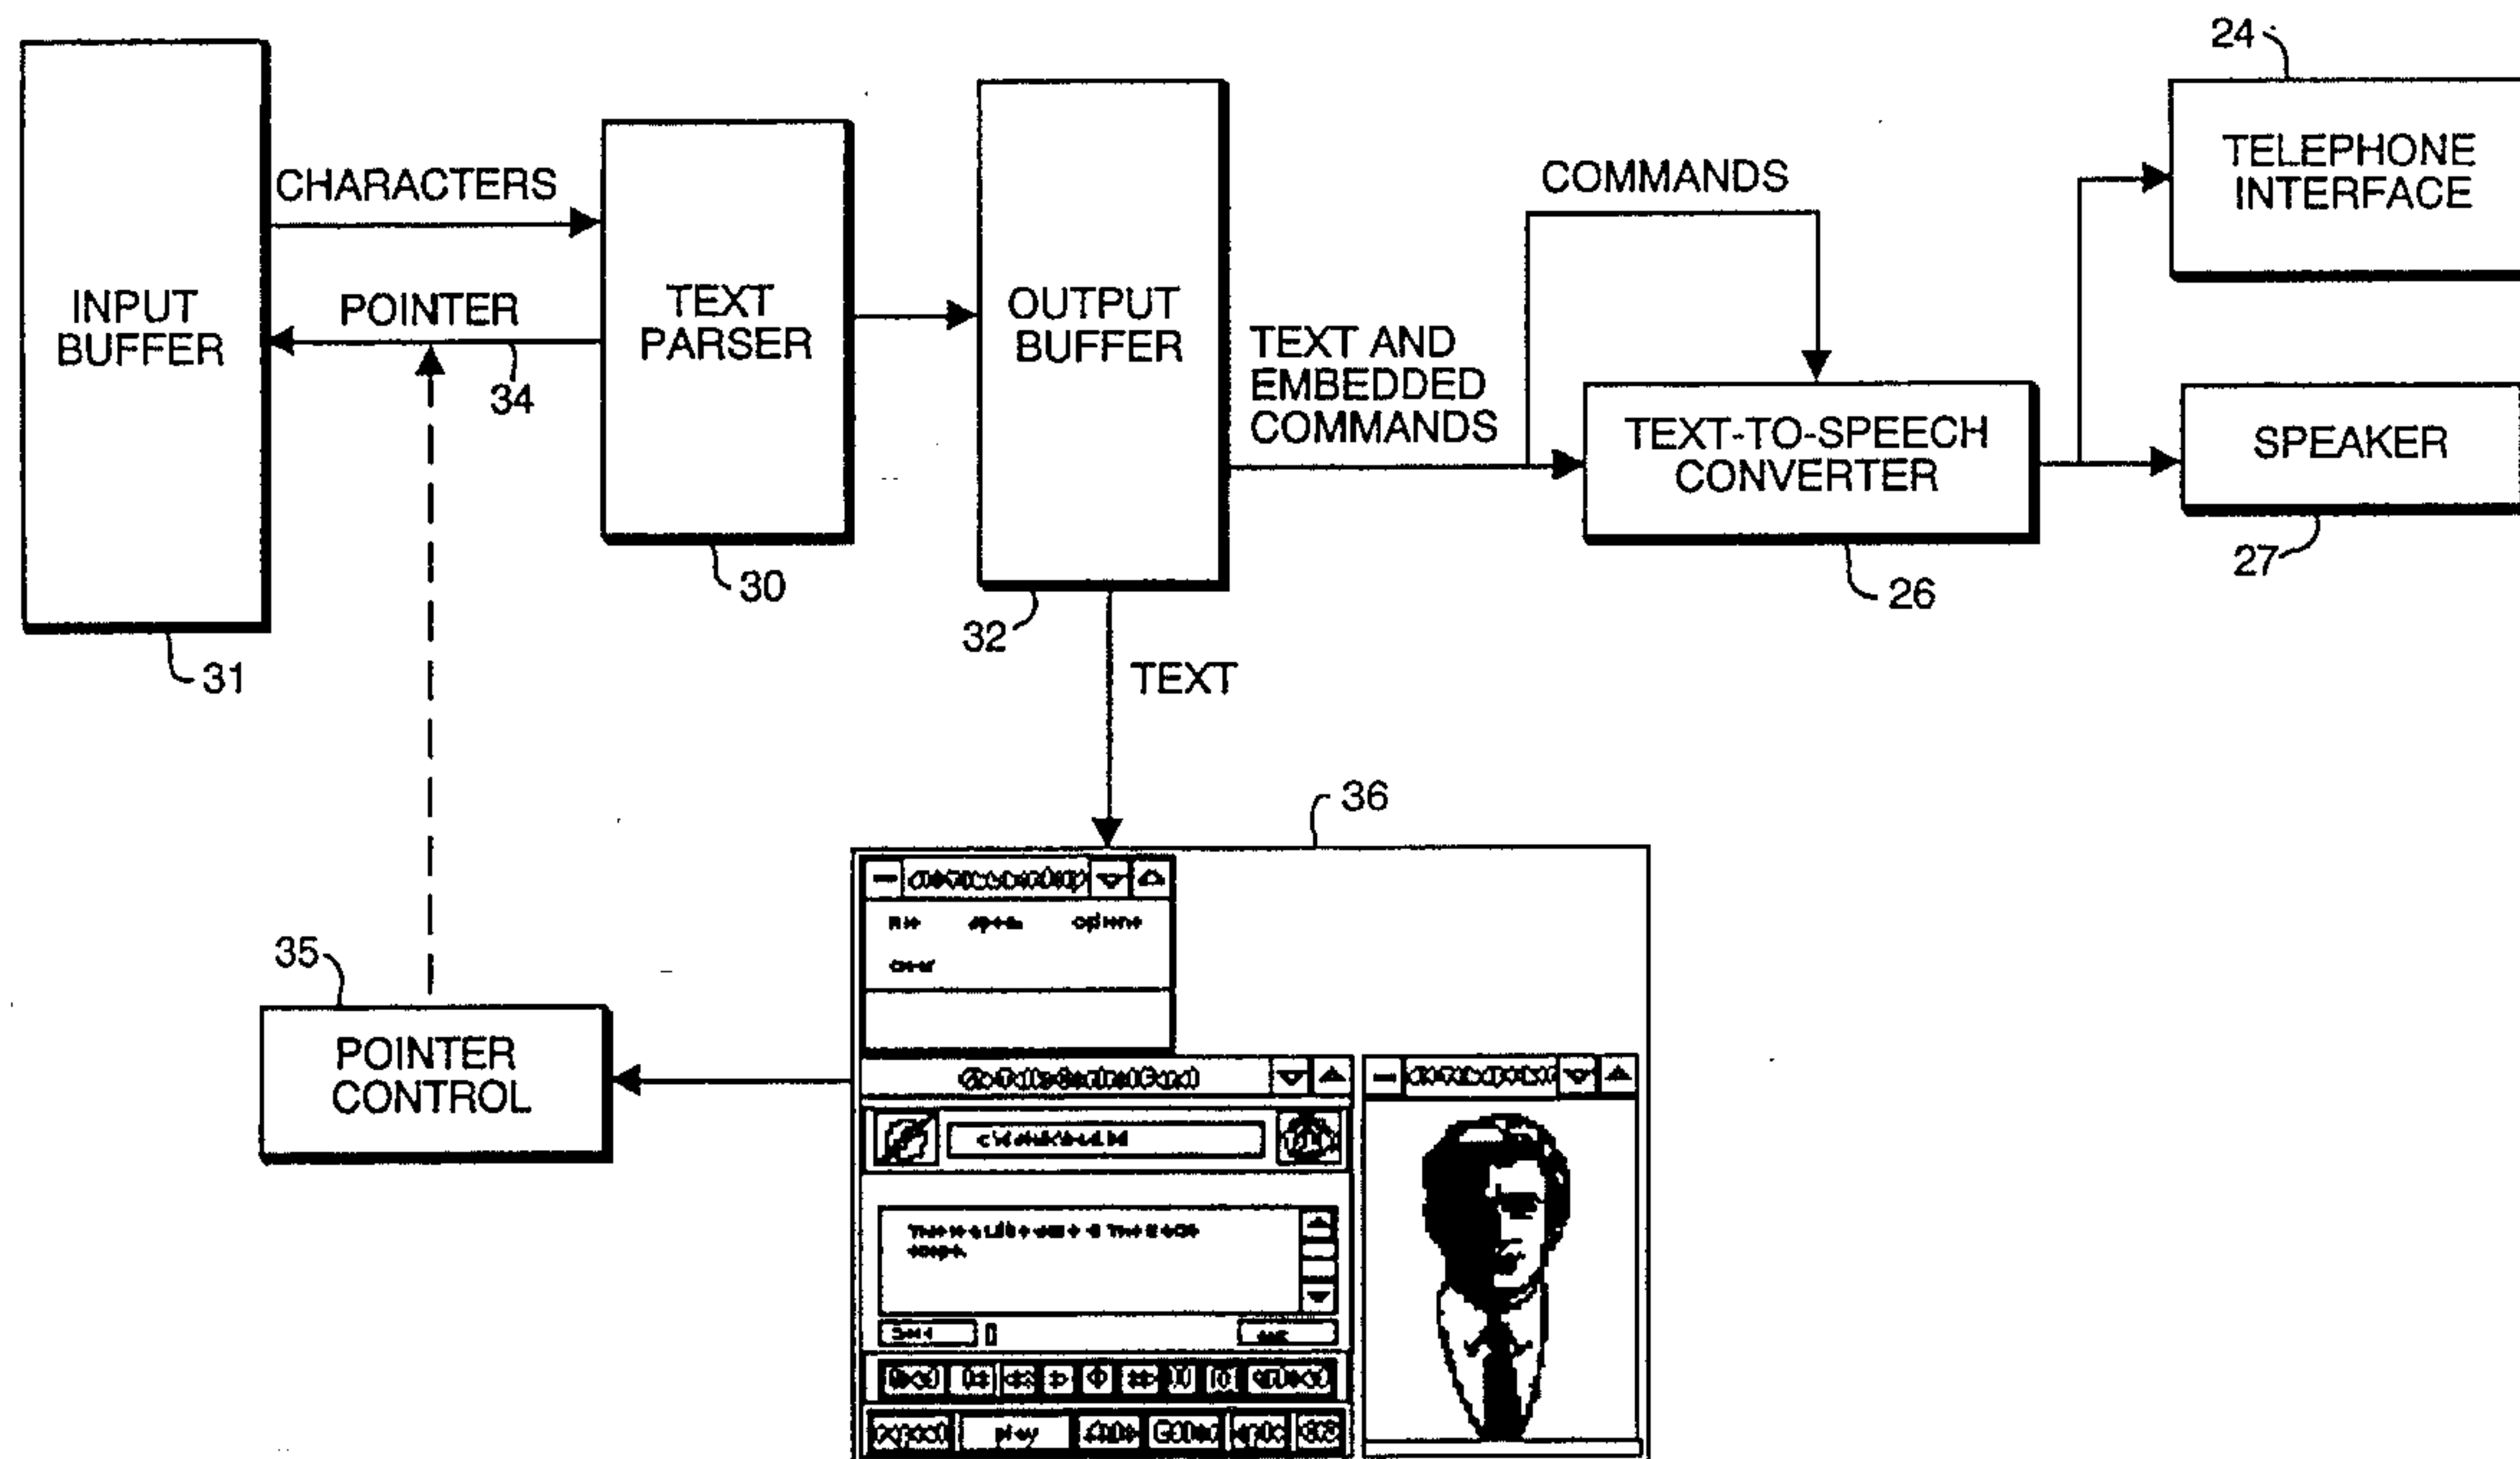 24
TELEPHONE
INTERFACE
CHARACTERS
COMMANDS
INPUT
BUFFER
POINTER
34
TEXT
PARSER
OUTPUT
BUFFER
TEXT AND
EMBEDDED
COMMANDS
TEXT-TO-SPEECH
CONVERTER
SPEAKER
27
30
26
32
31
TEXT
36
35
POINTER
CONTROL
play